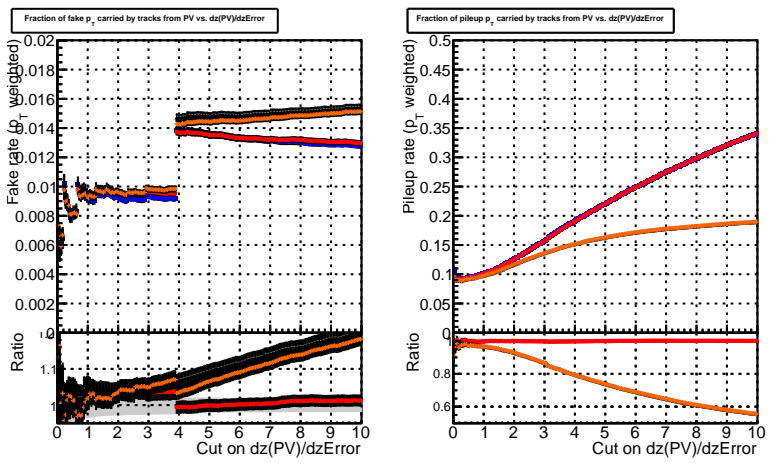 Fraction of fake pT carried by tracks from PV vs. dz(PV)/dzError
Fake rate (pT weighted)
0.02
0.018
0.016
0.014
0.012
0.01
0.008
0.006
0.004
0.002
0
Ratio
1.1
1
0 1 2 3 4 5 6 7 8 9 10
Cut on dz(PV)/dzError
Fraction of pileup pT carried by tracks from PV vs. dz(PV)/dzError
Pileup rate (pT weighted)
0.5
0.45
0.4
0.35
0.3
0.25
0.2
0.15
0.1
0.05
0
Ratio
1
0.8
0.6
0 1 2 3 4 5 6 7 8 9 10
Cut on dz(PV)/dzError